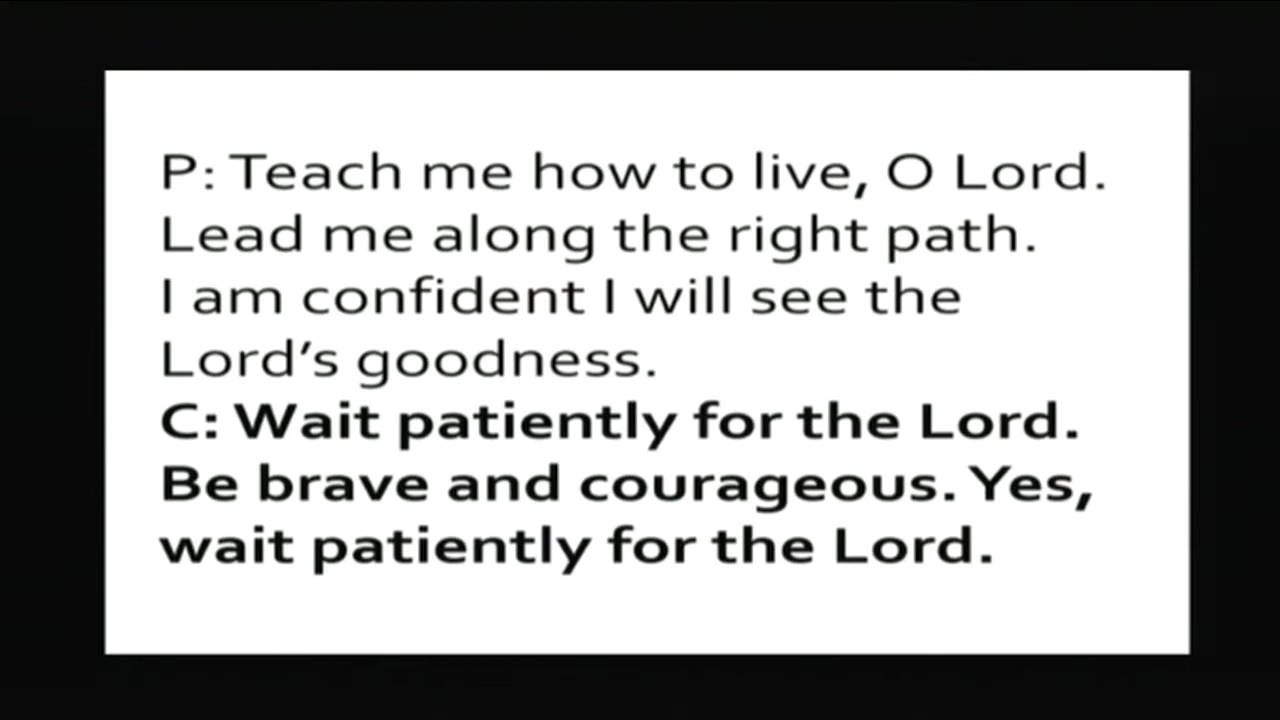 P: Teach me how to live, O Lord.
Lead me along the right path.
I am confident I will see the
Lord’s goodness.
C: Wait patiently for the Lord.
Be brave and courageous. Yes,
wait patiently for the Lord.